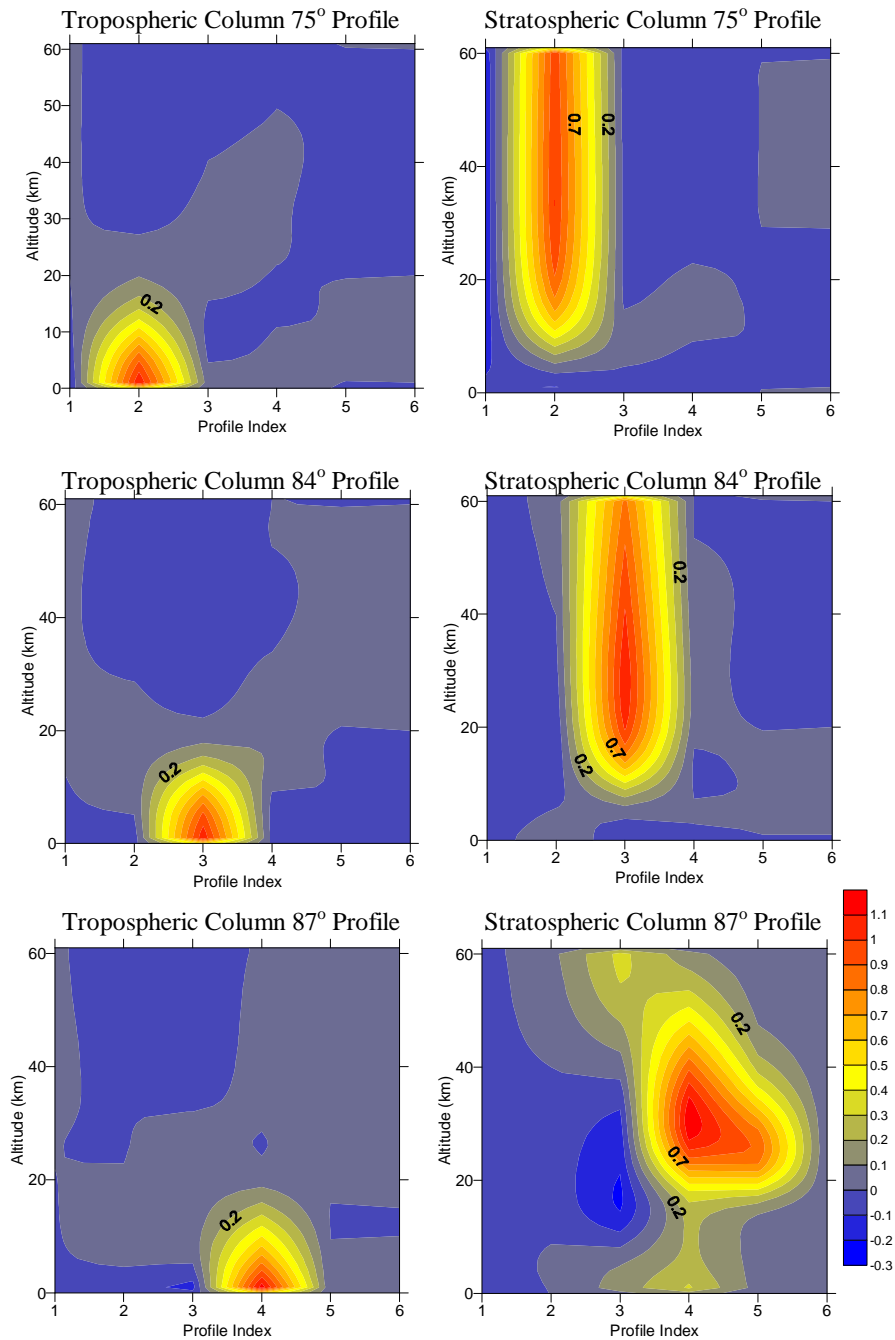 Tropospheric Column 75° Profile
Stratospheric Column 75° Profile
60
50
40
30
20
10
0
Altitude (km)
0.2
1 2 3 4 5 6
Profile Index
60
40
20
0
Altitude (km)
0.7
0.2
1 2 3 4 5 6
Profile Index
Tropospheric Column 84° Profile
Stratospheric Column 84° Profile
60
40
20
0
Altitude (km)
0.2
1 2 3 4 5 6
Profile Index
60
40
20
0
Altitude (km)
0.2
0.7
0.2
1 2 3 4 5 6
Profile Index
Tropospheric Column 87° Profile
Stratospheric Column 87° Profile
60
40
20
0
Altitude (km)
0.2
1 2 3 4 5 6
Profile Index
60
40
20
0
Altitude (km)
0.2
0.7
0.2
1 2 3 4 5 6
Profile Index
1.1
1
0.9
0.8
0.7
0.6
0.5
0.4
0.3
0.2
0.1
0
-0.1
-0.2
-0.3